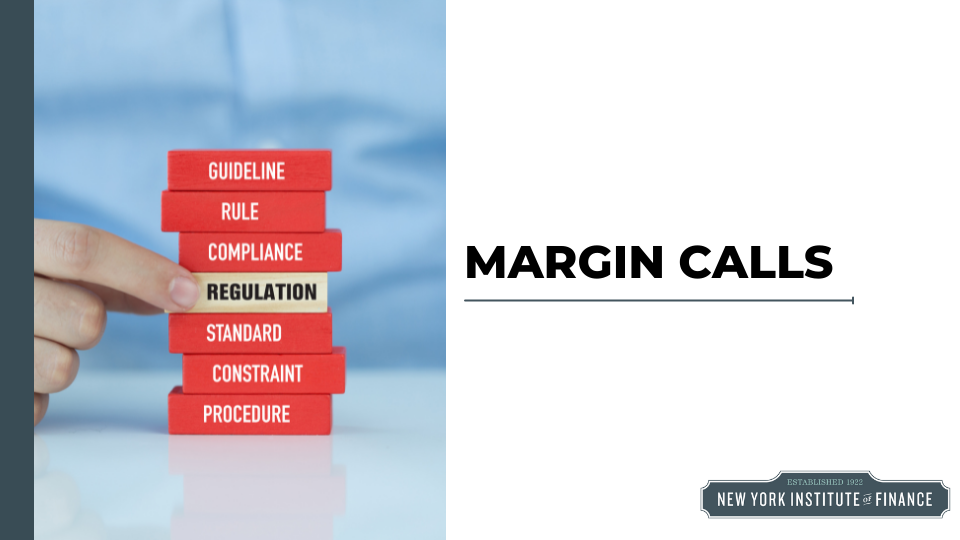 GUIDELINE
RULE
COMPLIANCE
REGULATION
STANDARD
CONSTRAINT
PROCEDURE
MARGIN CALLS
ESTABLISHED 1922
NEW YORK INSTITUTE of FINANCE